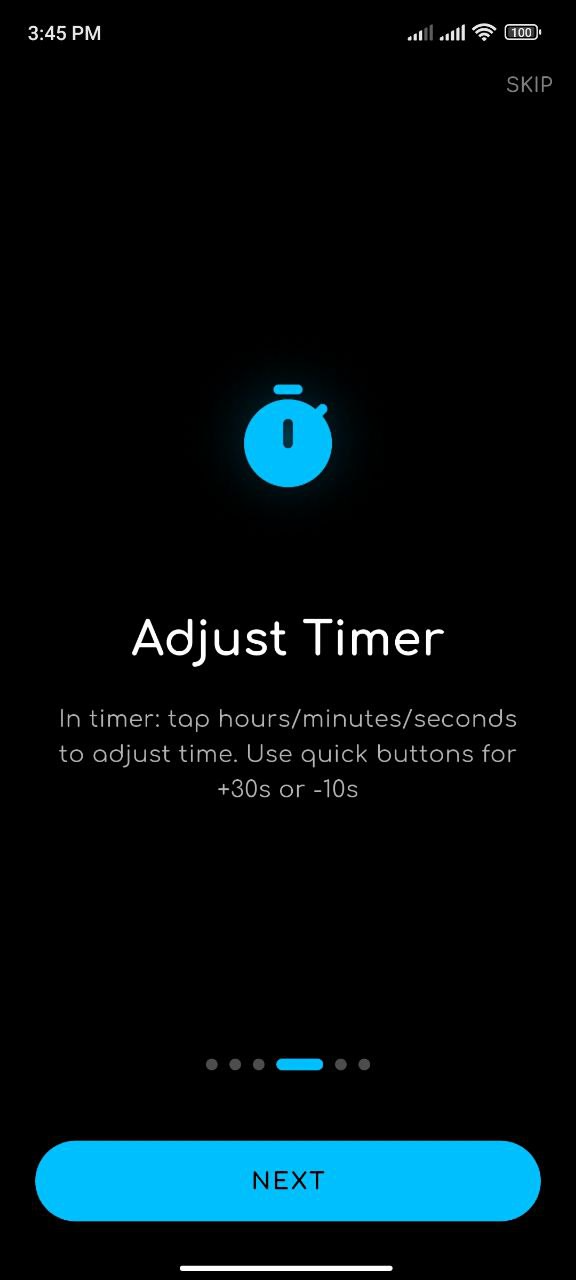 3:45 PM
100
SKIP
Adjust Timer
In timer: tap hours/minutes/seconds
to adjust time. Use quick buttons for
+30s or -10s
NEXT